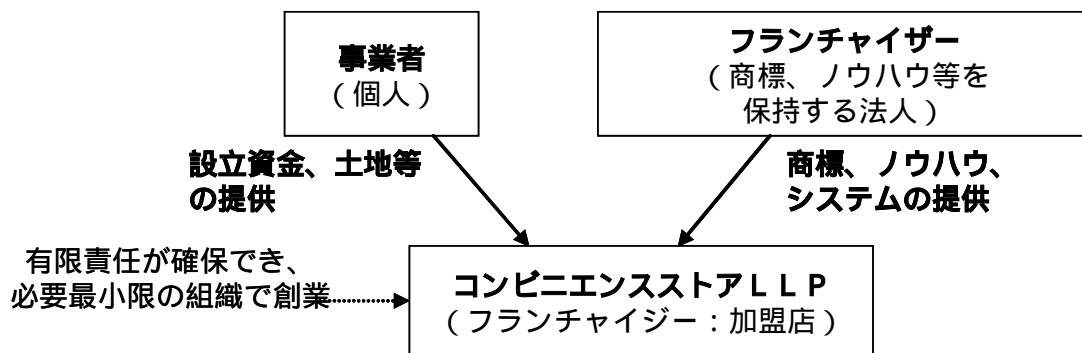 事業者
（個人）
フランチャイザー
（商標、ノウハウ等を
保持する法人）
設立資金、土地等
の提供
商標、ノウハウ、
システムの提供
有限責任が確保でき、
必要最小限の組織で創業
コンビニエンスストアＬＬＰ
（フランチャイジー：加盟店）